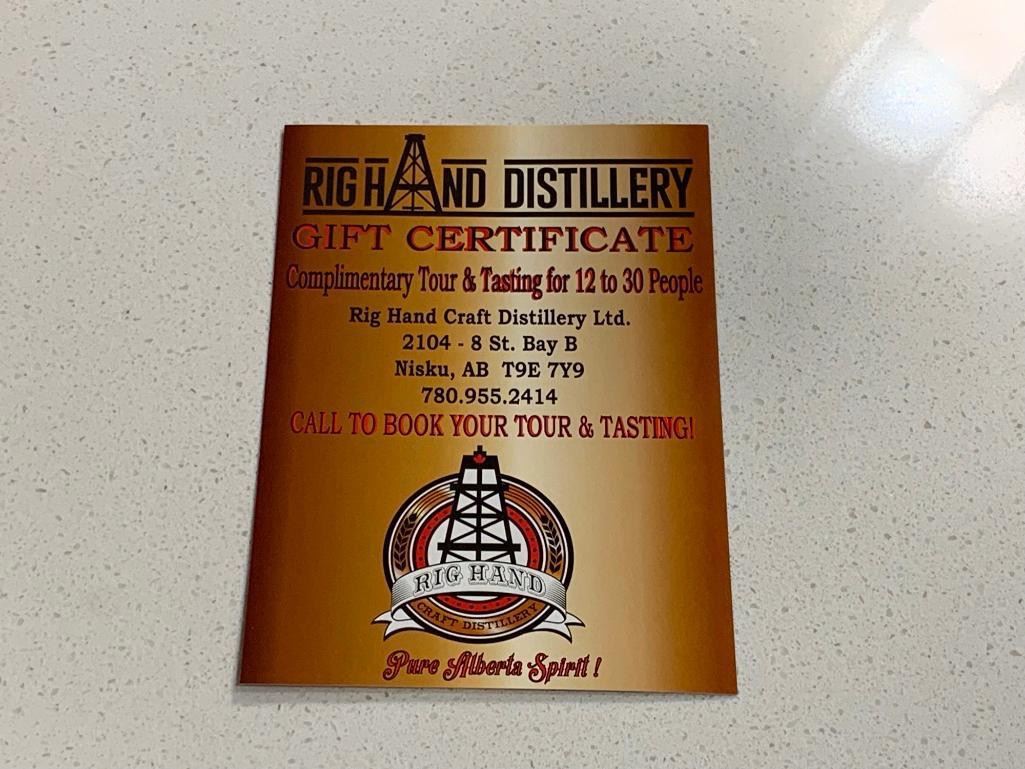 RIG HAND DISTILLERY
GIFT CERTIFICATE
Complimentary Tour & Tasting for 12 to 30 People
Rig Hand Craft Distillery Ltd.
2104 - 8 St. Bay B
Nisku, AB T9E 7Y9
780.955.2414
CALL TO BOOK YOUR TOUR & TASTING!
RIG HAND
CRAFT DISTILLERY
Pure Alberta Spirit !